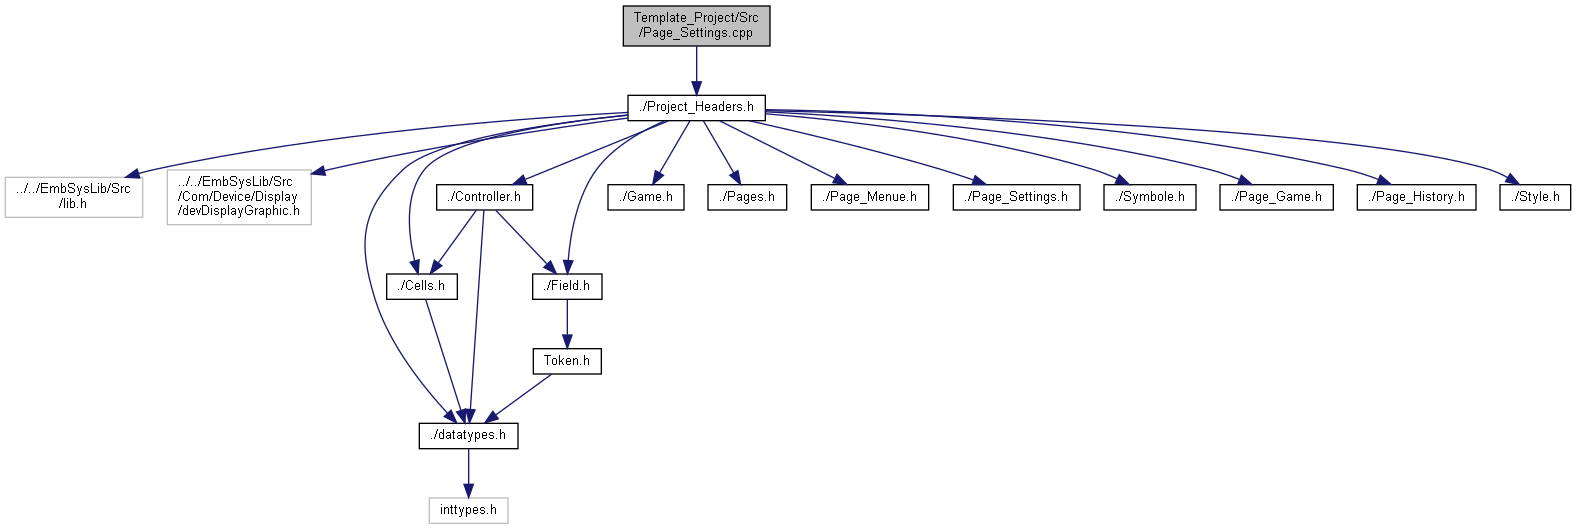 Template_Project/Src
/Page_Settings.cpp
./Project_Headers.h
../../EmbSysLib/Src
/lib.h
../../EmbSysLib/Src
/Com/Device/Display
/devDisplayGraphic.h
./Controller.h
./Game.h
./Pages.h
./Page_Menue.h
./Page_Settings.h
./Symbole.h
./Page_Game.h
./Page_History.h
./Style.h
./Cells.h
./Field.h
Token.h
./datatypes.h
inttypes.h